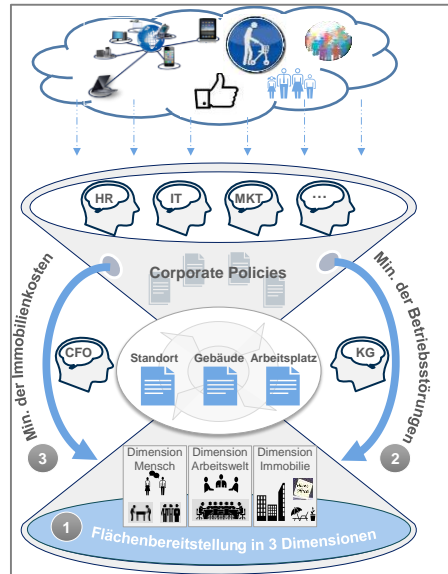 HR
IT
MKT
...
Corporate Policies
Min. der Immobilienkosten
Min. der Betriebsstörungen
CFO
KG
Standort
Gebäude
Arbeitsplatz
3
2
Dimension
Mensch
Dimension
Arbeitswelt
Dimension
Immobilie
1
Flächenbereitstellung in 3 Dimensionen